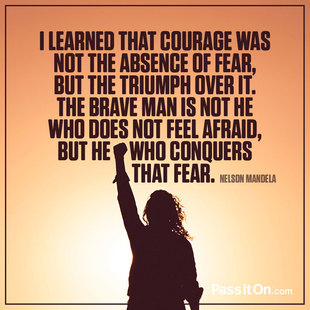 I LEARNED THAT COURAGE WAS
NOT THE ABSENCE OF FEAR,
BUT THE TRIUMPH OVER IT.
THE BRAVE MAN IS NOT HE
WHO DOES NOT FEEL AFRAID,
BUT HE WHO CONQUERS
THAT FEAR. NELSON MANDELA
PassItOn.com